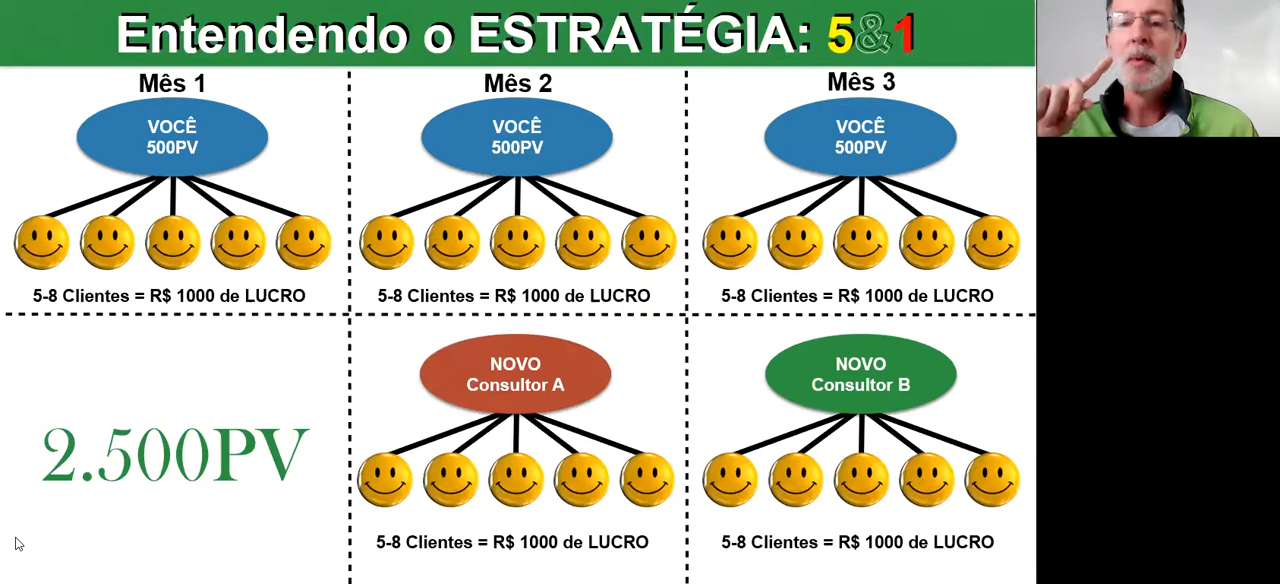 Entendendo o ESTRATÉGIA: 5&1
Mês 1
VOCÊ
500PV
5-8 Clientes = R$ 1000 de LUCRO
Mês 2
VOCÊ
500PV
5-8 Clientes = R$ 1000 de LUCRO
Mês 3
VOCÊ
500PV
5-8 Clientes = R$ 1000 de LUCRO
2.500PV
NOVO
Consultor A
5-8 Clientes = R$ 1000 de LUCRO
NOVO
Consultor B
5-8 Clientes = R$ 1000 de LUCRO